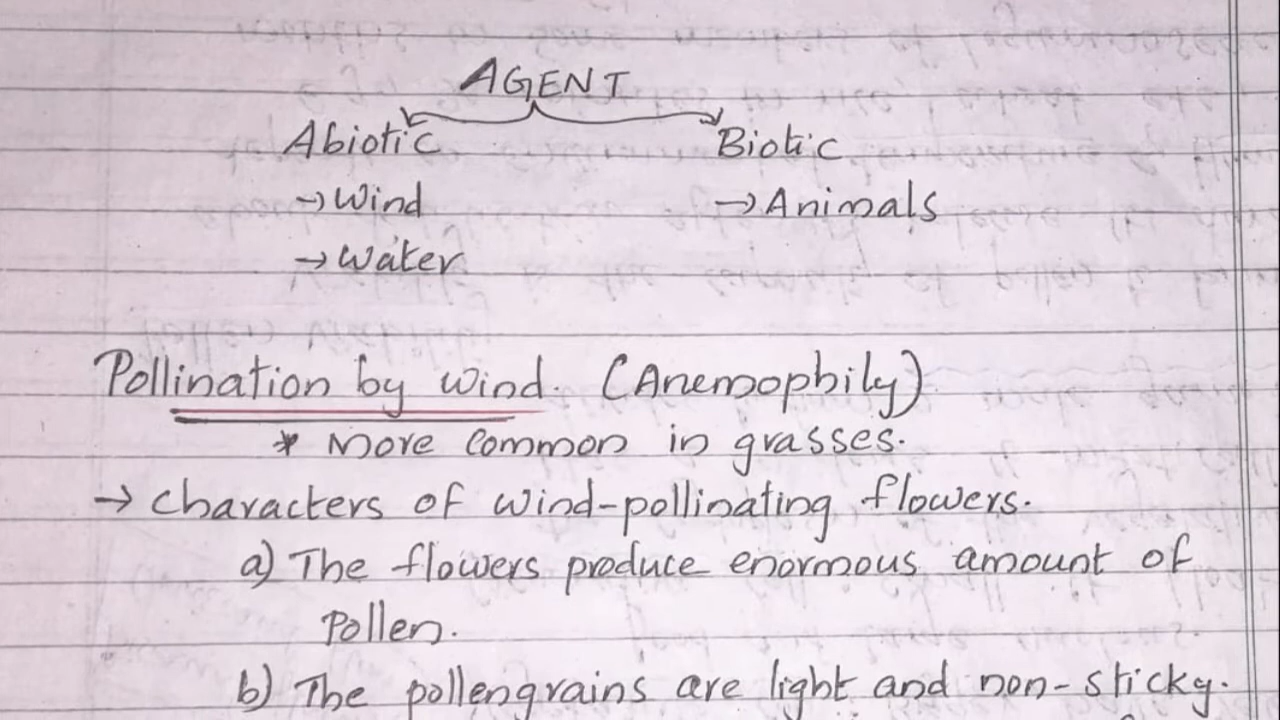 AGENT
Abiotic Biotic
→ Wind → Animals
→ Water
Pollination by wind. (Anemophily)
* More common in grasses.
→ Characters of wind-pollinating flowers.
a) The flowers produce enormous amount of
Pollen.
b) The pollengrains are light and non-sticky.